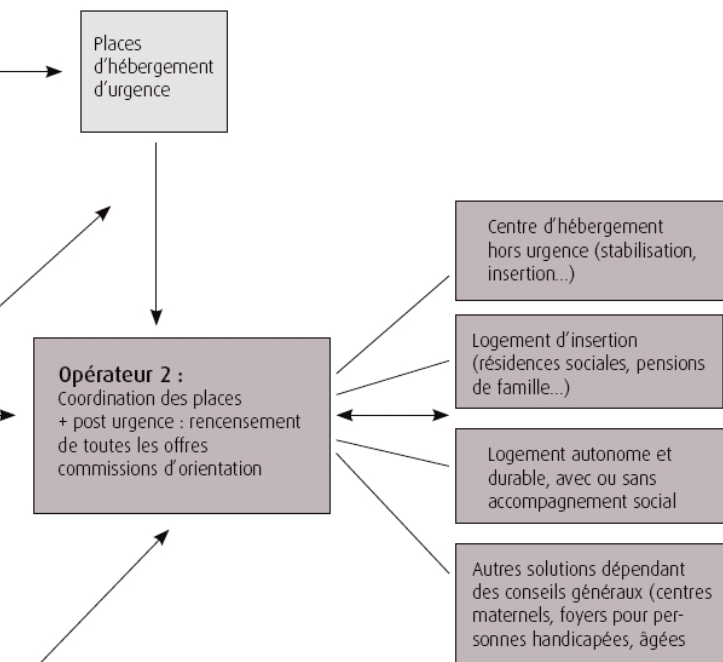 Places
d'hébergement
d'urgence
Centre d'hébergement
hors urgence (stabilisation,
insertion...)
Logement d'insertion
(résidences sociales, pensions
de famille...)
Opérateur 2 :
Coordination des places
+ post urgence : rencensement
de toutes les offres
commissions d'orientation
Logement autonome et
durable, avec ou sans
accompagnement social
Autres solutions dépendant
des conseils généraux (centres
maternels, foyers pour per-
sonnes handicapées, âgées